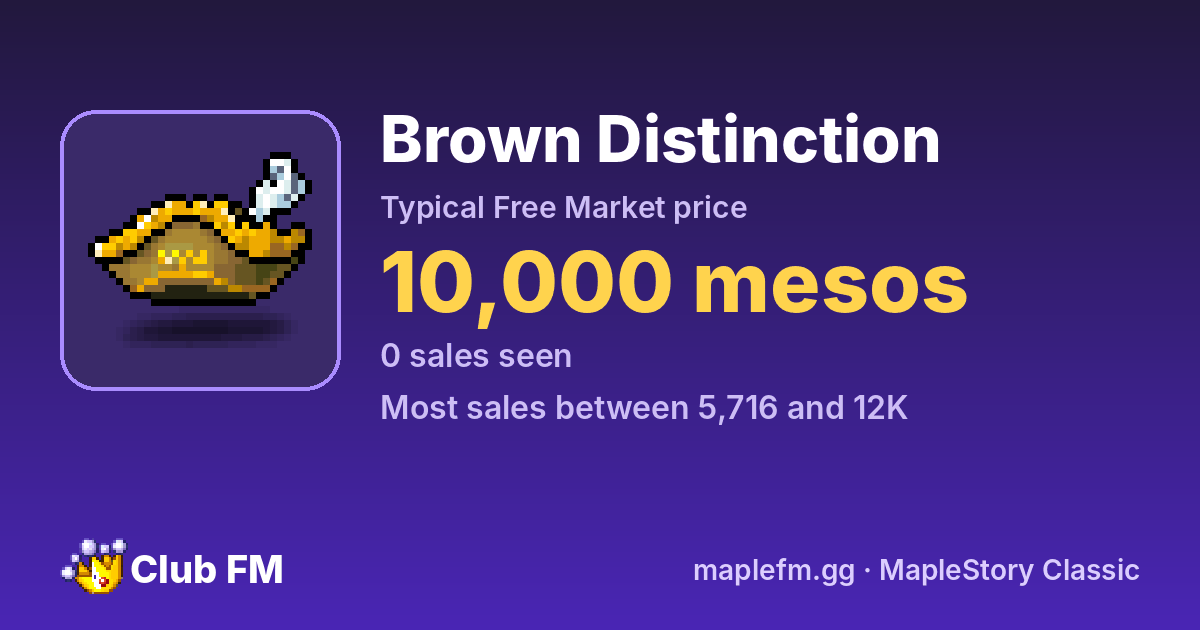 Brown Distinction
Typical Free Market price
10,000 mesos
0 sales seen
Most sales between 5,716 and 12K
Club FM
maplefm.gg · MapleStory Classic